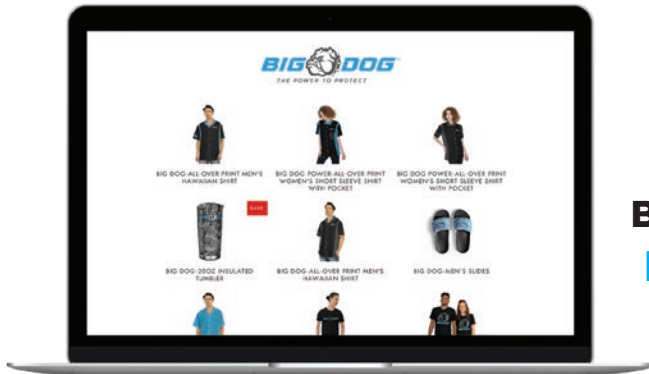 BIG DOG
THE POWER TO PROTECT
BIG DOG-ALL OVER PRINT MEN'S
HAWAIIAN SHIRT
BIG DOG POWER-ALL-OVER PRINT
WOMEN'S SHORT SLEEVE SHIRT
WITH POCKET
BIG DOG POWER-ALL-OVER PRINT
WOMEN'S SHORT SLEEVE SHIRT
WITH POCKET
BIG DOG-20OZ INSULATED
TUMBLER
BIG DOG-ALL-OVER PRINT MEN'S
HAWAIIAN SHIRT
BIG DOG-MEN'S SLIDES
B